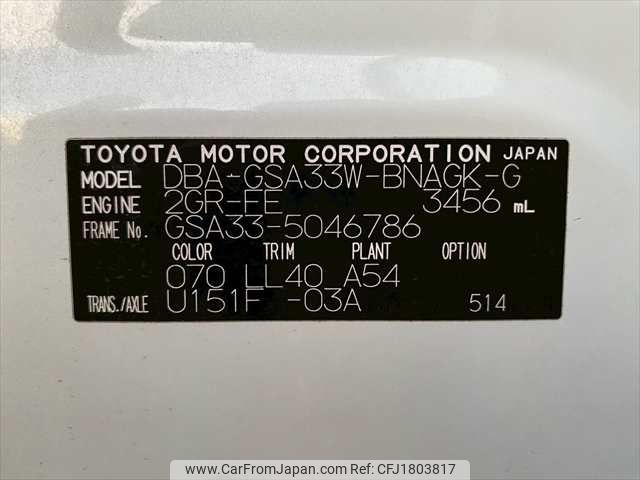 TOYOTA MOTOR CORPORATION JAPAN
MODEL DBA-GSA33W-BNAGK-G
ENGINE 2GR-FE 3456 mL
FRAME No. GSA33-5046786
COLOR TRIM PLANT OPTION
070 LL40 A54
TRANS./AXLE U151F -03A 514
www.CarFromJapan.com CFJ1803817